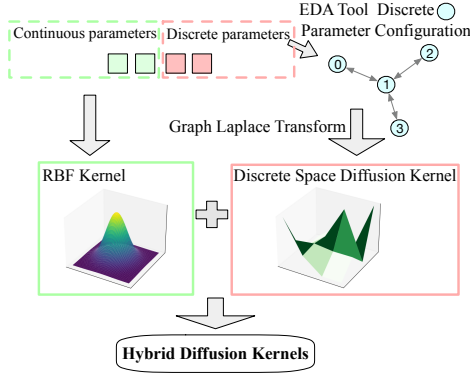 EDA Tool Discrete
Parameter Configuration
Continuous parameters
Discrete parameters
0
2
1
3
Graph Laplace Transform
RBF Kernel
Discrete Space Diffusion Kernel
Hybrid Diffusion Kernels